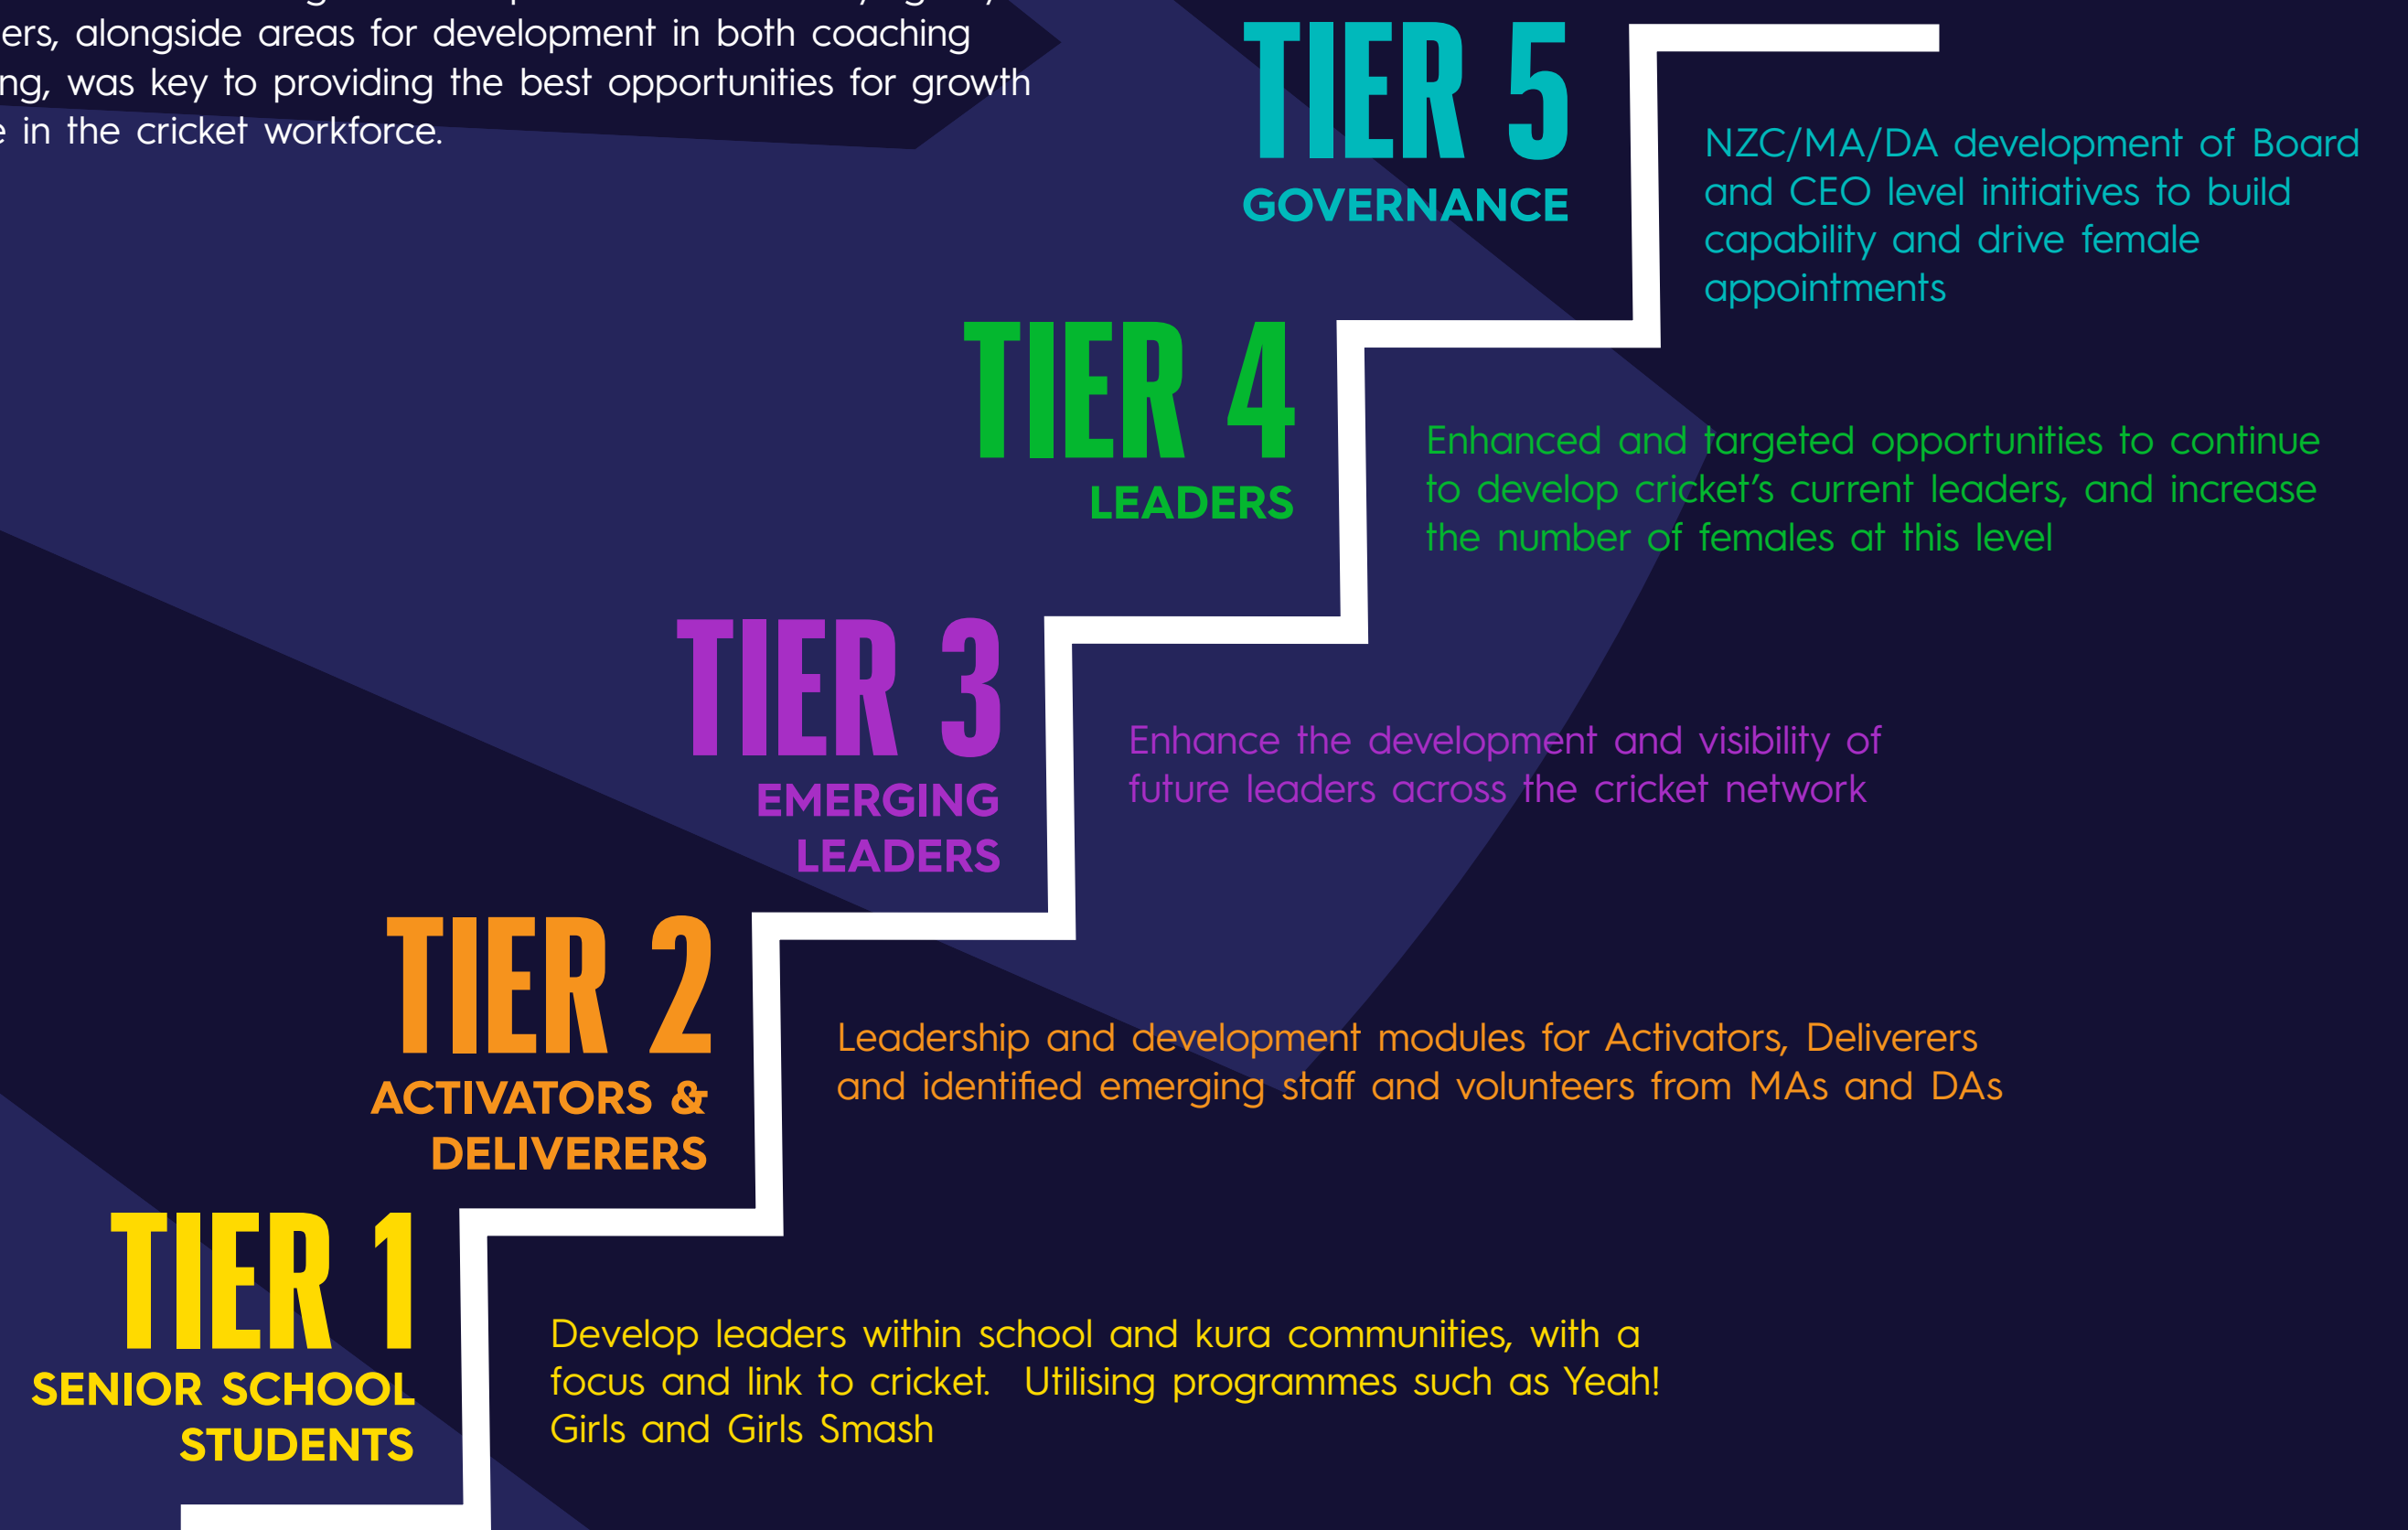 ers, alongside areas for development in both coaching
ng, was key to providing the best opportunities for growth
in the cricket workforce.
TIER 5
GOVERNANCE
NZC/MA/DA development of Board
and CEO level initiatives to build
capability and drive female
appointments
TIER 4
LEADERS
Enhanced and targeted opportunities to continue
to develop cricket's current leaders, and increase
the number of females at this level
TIER 3
EMERGING
LEADERS
Enhance the development and visibility of
future leaders across the cricket network
TIER 2
ACTIVATORS &
DELIVERERS
Leadership and development modules for Activators, Deliverers
and identified emerging staff and volunteers from MAs and DAs
TIER 1
SENIOR SCHOOL
STUDENTS
Develop leaders within school and kura communities, with a
focus and link to cricket.  Utilising programmes such as Yeah!
Girls and Girls Smash